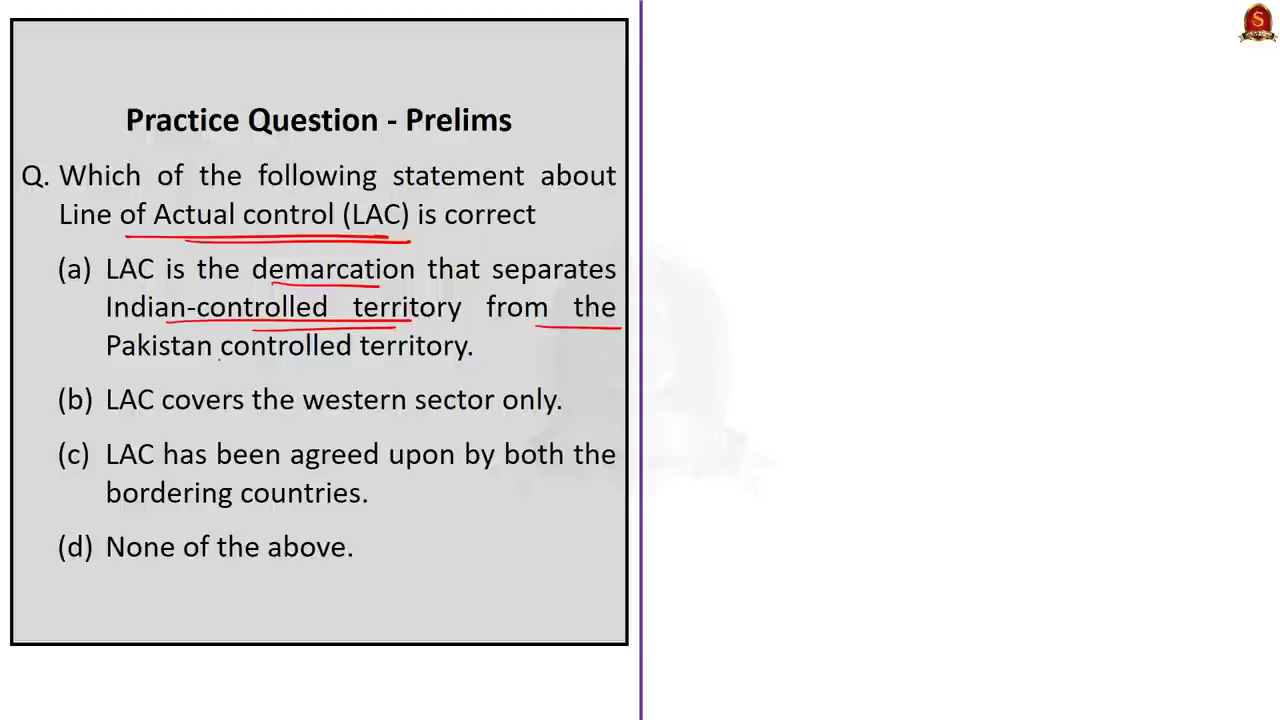 Practice Question - Prelims
Q. Which of the following statement about
Line of Actual control (LAC) is correct
(a) LAC is the demarcation that separates
Indian-controlled territory from the
Pakistan controlled territory.
(b) LAC covers the western sector only.
(c) LAC has been agreed upon by both the
bordering countries.
(d) None of the above.
S